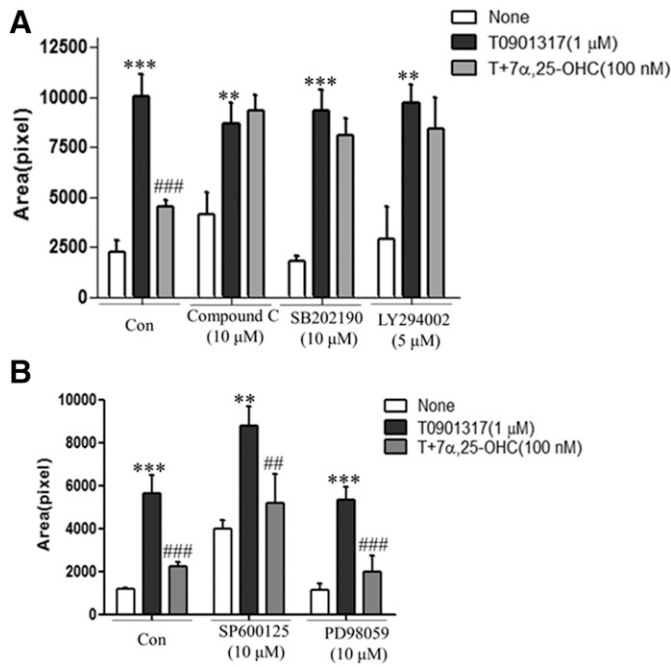 A
None
T0901317(1 μM)
T+7α,25-OHC(100 nM)
Area(pixel)
12500
10000
7500
5000
2500
0
***
###
**
***
**
Con
Compound C
(10 μM)
SB202190
(10 μM)
LY294002
(5 μM)
B
None
T0901317(1 μM)
T+7α,25-OHC(100 nM)
Area(pixel)
10000
8000
6000
4000
2000
0
***
###
**
##
***
###
Con
SP600125
(10 μM)
PD98059
(10 μM)